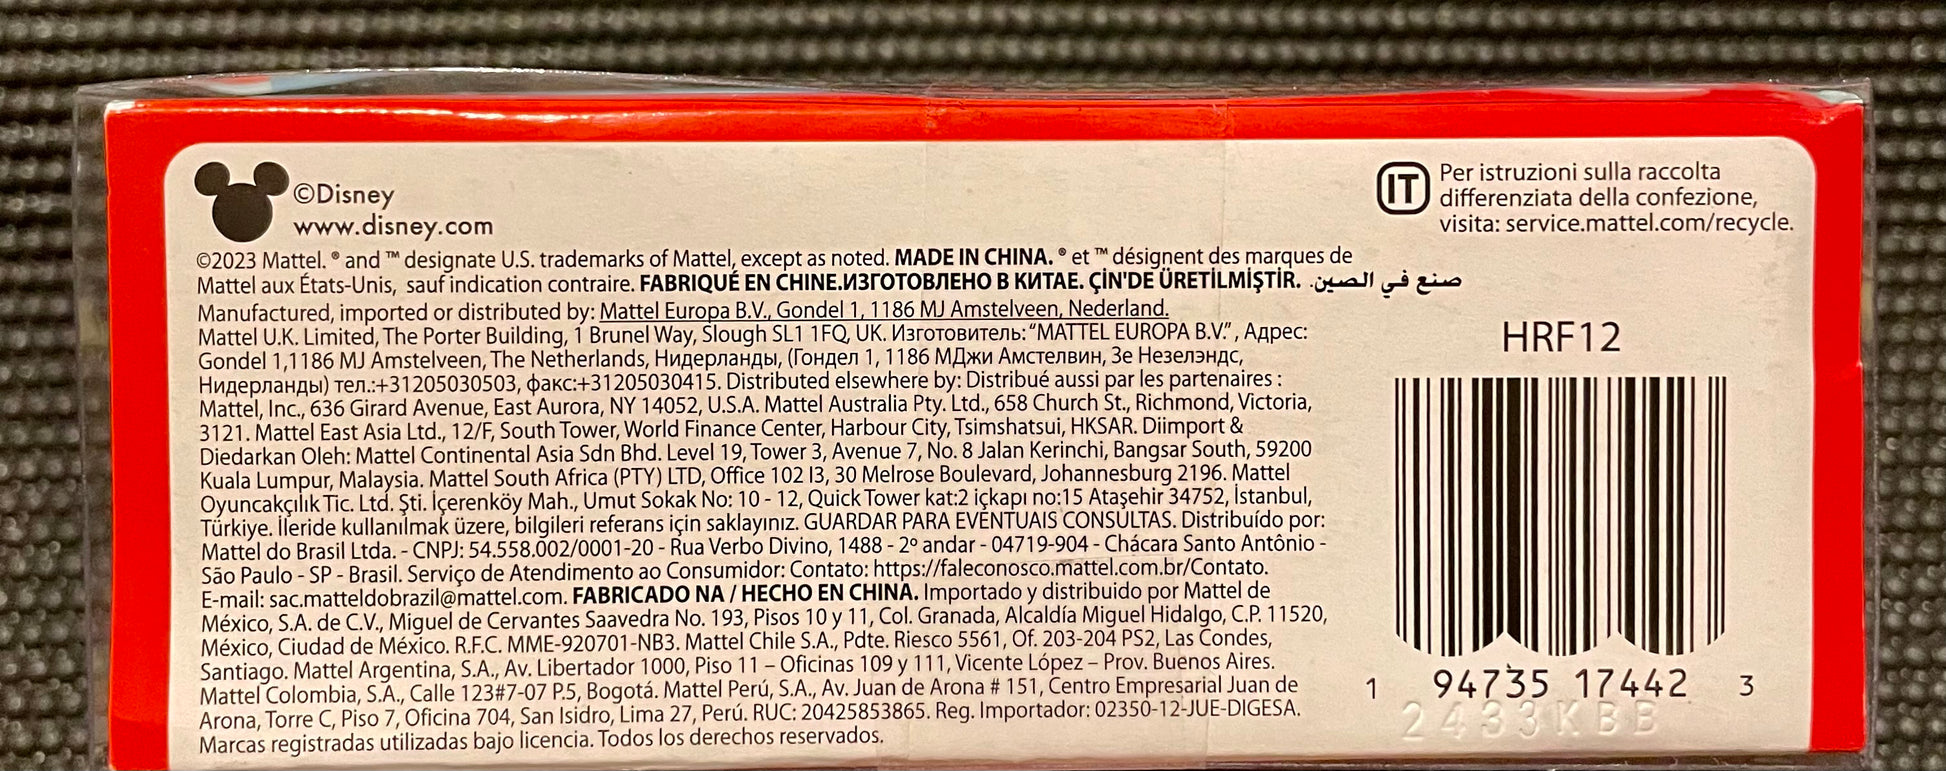 ©Disney
www.disney.com
IT
Per istruzioni sulla raccolta
differenziata della confezione,
visita: service.mattel.com/recycle.
©2023 Mattel. ® and ™ designate U.S. trademarks of Mattel, except as noted. MADE IN CHINA. ® et ™ désignent des marques de
Mattel aux États-Unis, sauf indication contraire. FABRIQUÉ EN CHINE.ИЗГОТОВЛЕНО В КИТАЕ. ÇİN'DE ÜRETİLMİŞTİR. صنع في الصين.
Manufactured, imported or distributed by: Mattel Europa B.V., Gondel 1, 1186 MJ Amstelveen, Nederland.
Mattel U.K. Limited, The Porter Building, 1 Brunel Way, Slough SL1 1FQ, UK. Изготовитель: “MATTEL EUROPA B.V.” , Адрес:
Gondel 1,1186 MJ Amstelveen, The Netherlands, Нидерланды, (Гондел 1, 1186 МДжи Амстелвин, Зе Незелэндс,
Нидерланды) тел.:+31205030503, факс:+31205030415. Distributed elsewhere by: Distribué aussi par les partenaires :
Mattel, Inc., 636 Girard Avenue, East Aurora, NY 14052, U.S.A. Mattel Australia Pty. Ltd., 658 Church St., Richmond, Victoria,
3121. Mattel East Asia Ltd., 12/F, South Tower, World Finance Center, Harbour City, Tsimshatsui, HKSAR. Diimport &
Diedarkan Oleh: Mattel Continental Asia Sdn Bhd. Level 19, Tower 3, Avenue 7, No. 8 Jalan Kerinchi, Bangsar South, 59200
Kuala Lumpur, Malaysia. Mattel South Africa (PTY) LTD, Office 102 I3, 30 Melrose Boulevard, Johannesburg 2196. Mattel
Oyuncakçılık Tic. Ltd. Şti. İçerenköy Mah., Umut Sokak No: 10 - 12, Quick Tower kat:2 içkapı no:15 Ataşehir 34752, İstanbul,
Türkiye. İleride kullanılmak üzere, bilgileri referans için saklayınız. GUARDAR PARA EVENTUAIS CONSULTAS. Distribuído por:
Mattel do Brasil Ltda. - CNPJ: 54.558.002/0001-20 - Rua Verbo Divino, 1488 - 2º andar - 04719-904 - Chácara Santo Antônio -
São Paulo - SP - Brasil. Serviço de Atendimento ao Consumidor: Contato: https://faleconosco.mattel.com.br/Contato.
E-mail: sac.matteldobrazil@mattel.com. FABRICADO NA / HECHO EN CHINA. Importado y distribuido por Mattel de
México, S.A. de C.V., Miguel de Cervantes Saavedra No. 193, Pisos 10 y 11, Col. Granada, Alcaldía Miguel Hidalgo, C.P. 11520,
México, Ciudad de México. R.F.C. MME-920701-NB3. Mattel Chile S.A., Pdte. Riesco 5561, Of. 203-204 PS2, Las Condes,
Santiago. Mattel Argentina, S.A., Av. Libertador 1000, Piso 11 – Oficinas 109 y 111, Vicente López – Prov. Buenos Aires.
Mattel Colombia, S.A., Calle 123#7-07 P.5, Bogotá. Mattel Perú, S.A., Av. Juan de Arona # 151, Centro Empresarial Juan de
Arona, Torre C, Piso 7, Oficina 704, San Isidro, Lima 27, Perú. RUC: 20425853865. Reg. Importador: 02350-12-JUE-DIGESA.
Marcas registradas utilizadas bajo licencia. Todos los derechos reservados.
HRF12
1 94735 17442 3
2433KBB